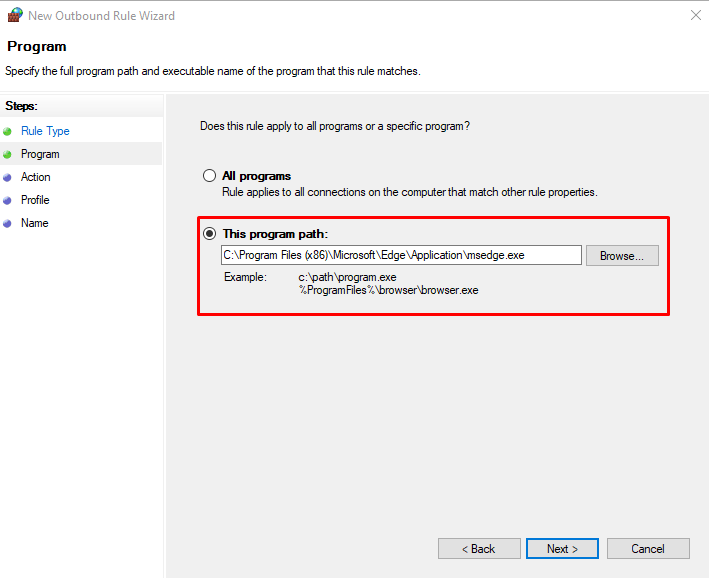 New Outbound Rule Wizard
Program
Specify the full program path and executable name of the program that this rule matches.
Steps:
Rule Type
Program
Action
Profile
Name
Does this rule apply to all programs or a specific program?
All programs
Rule applies to all connections on the computer that match other rule properties.
This program path:
C:\Program Files (x86)\Microsoft\Edge\Application\msedge.exe
Browse...
Example: c:\path\program.exe
%ProgramFiles%\browser\browser.exe
< Back Next > Cancel